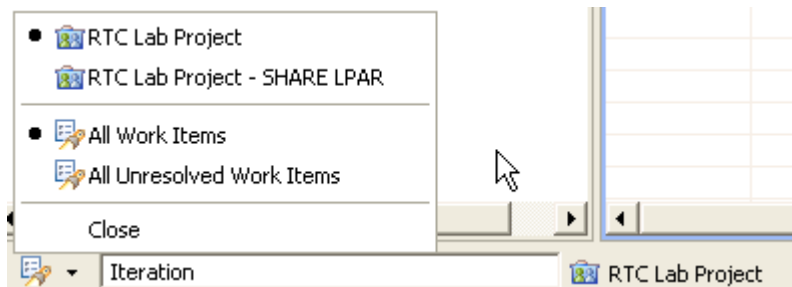 RTC Lab Project
RTC Lab Project - SHARE LPAR
All Work Items
All Unresolved Work Items
Close
Iteration
RTC Lab Project